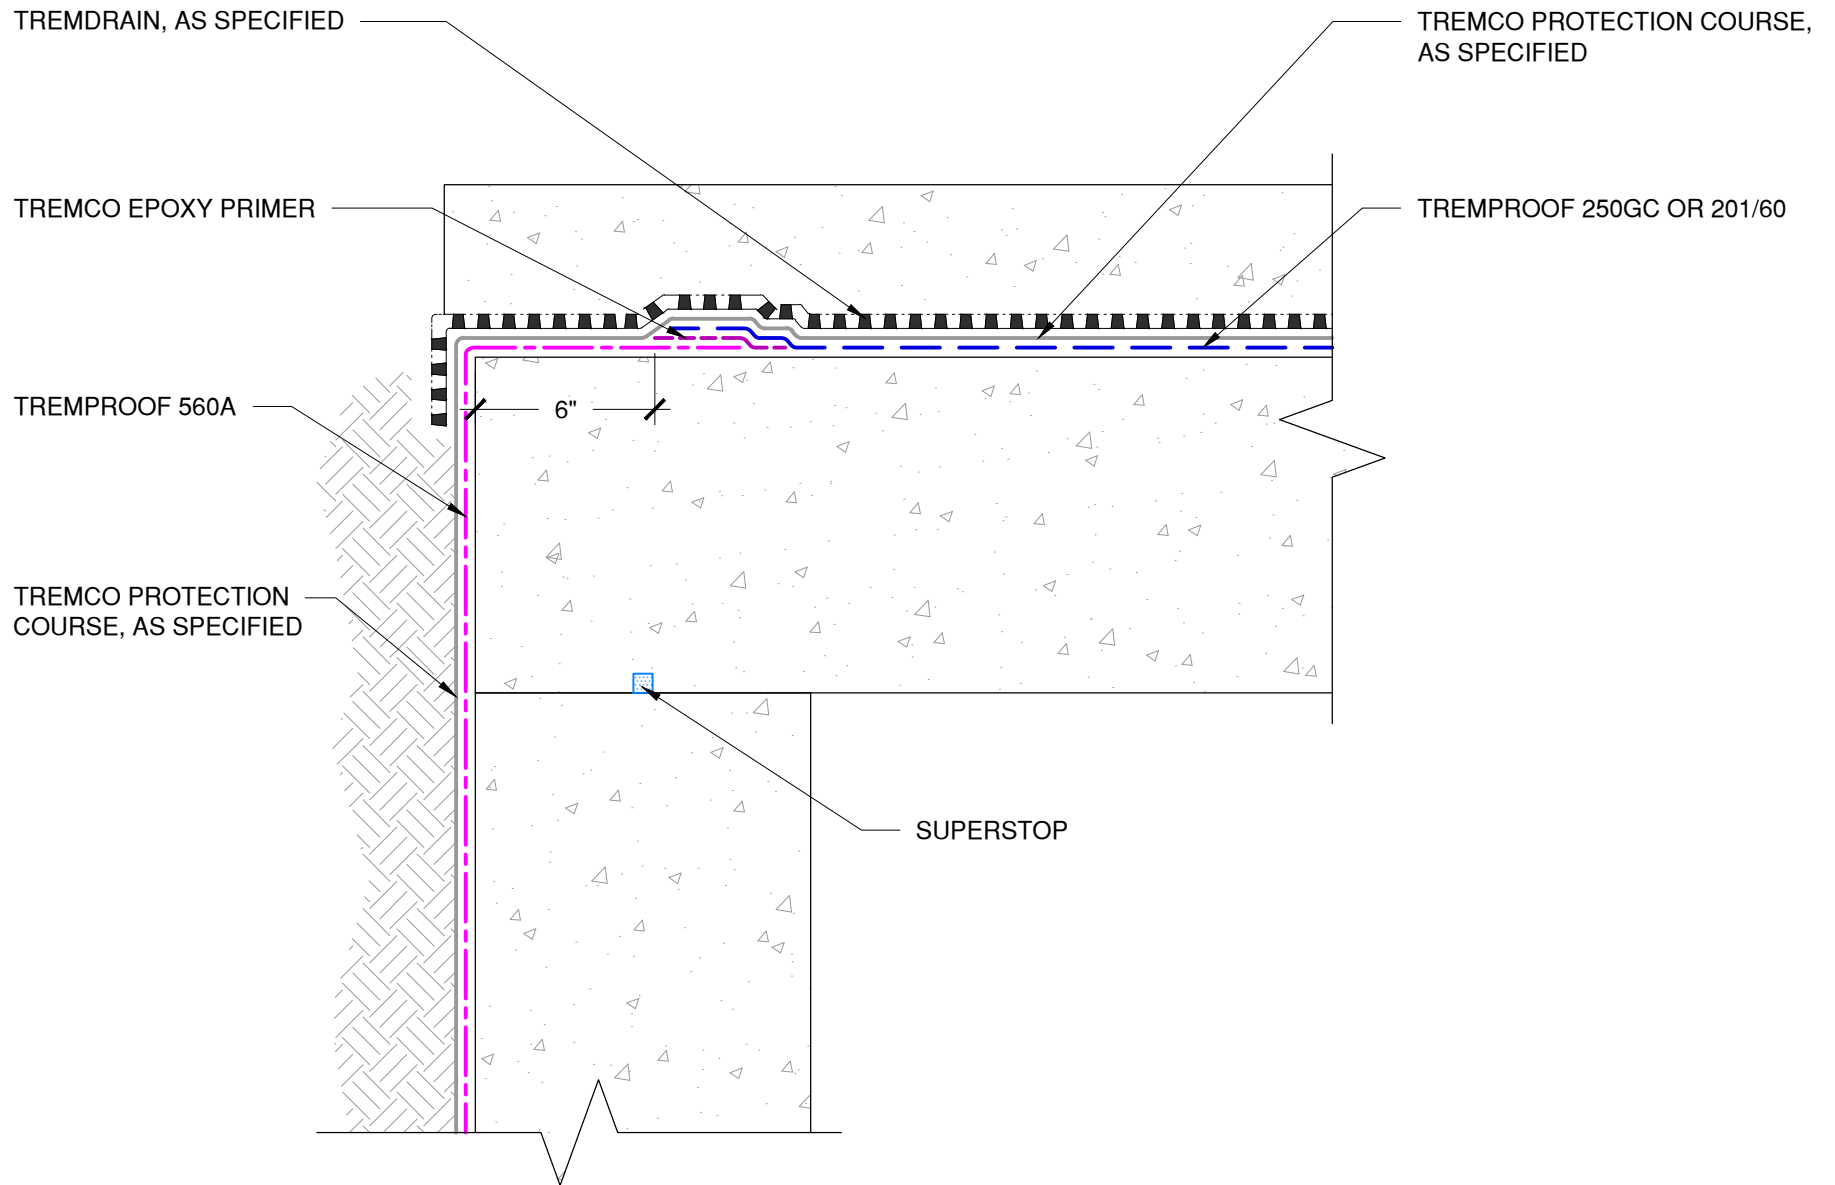 TREMDRAIN, AS SPECIFIED
TREMCO PROTECTION COURSE,
AS SPECIFIED
TREMCO EPOXY PRIMER
TREMPROOF 250GC OR 201/60
TREMPROOF 560A
6"
TREMCO PROTECTION
COURSE, AS SPECIFIED
SUPERSTOP